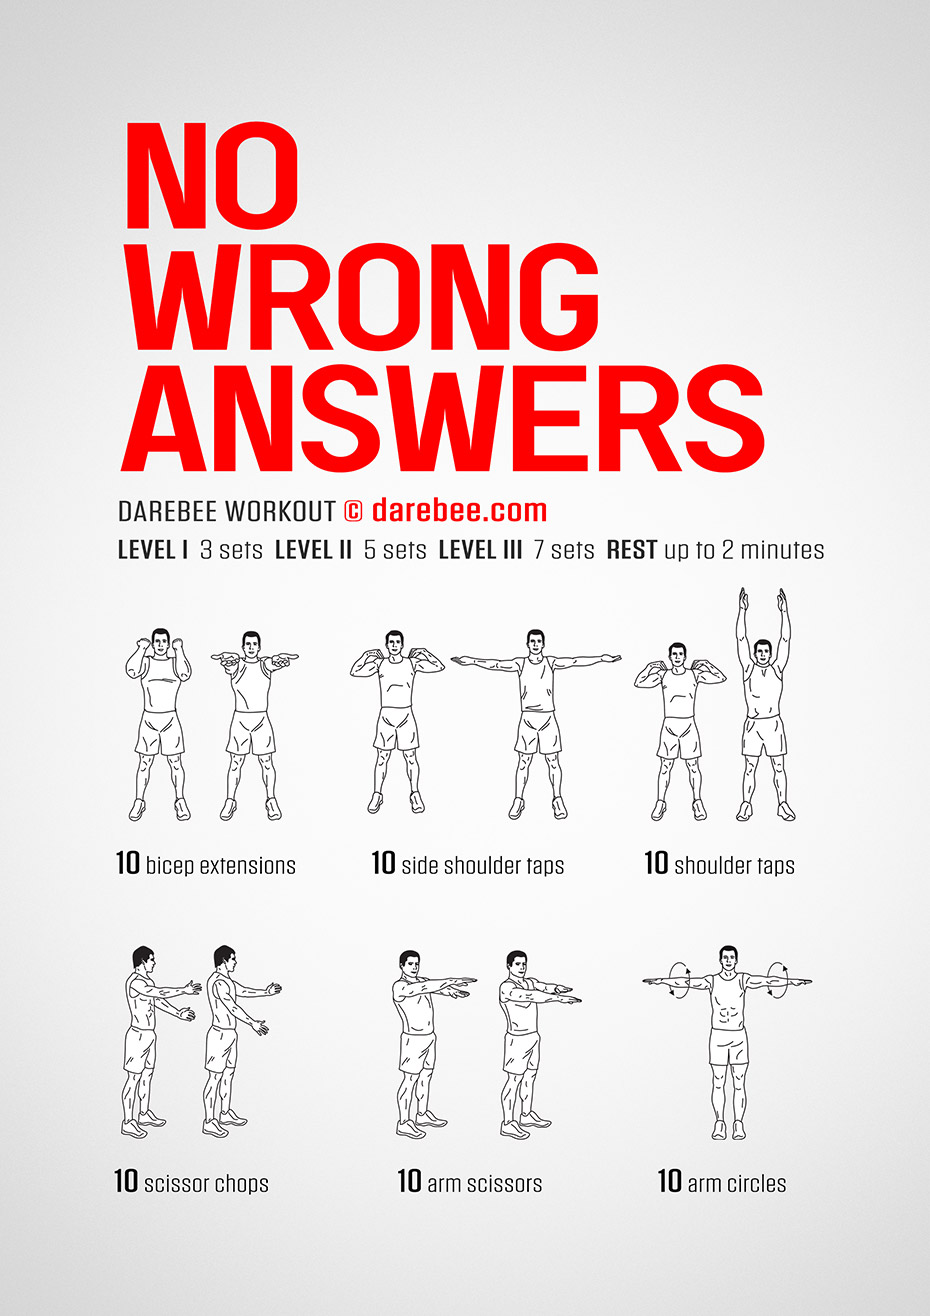 NO
WRONG
ANSWERS
DAREBEE WORKOUT © darebee.com
LEVEL I 3 sets LEVEL II 5 sets LEVEL III 7 sets REST up to 2 minutes
10 bicep extensions
10 side shoulder taps
10 shoulder taps
10 scissor chops
10 arm scissors
10 arm circles